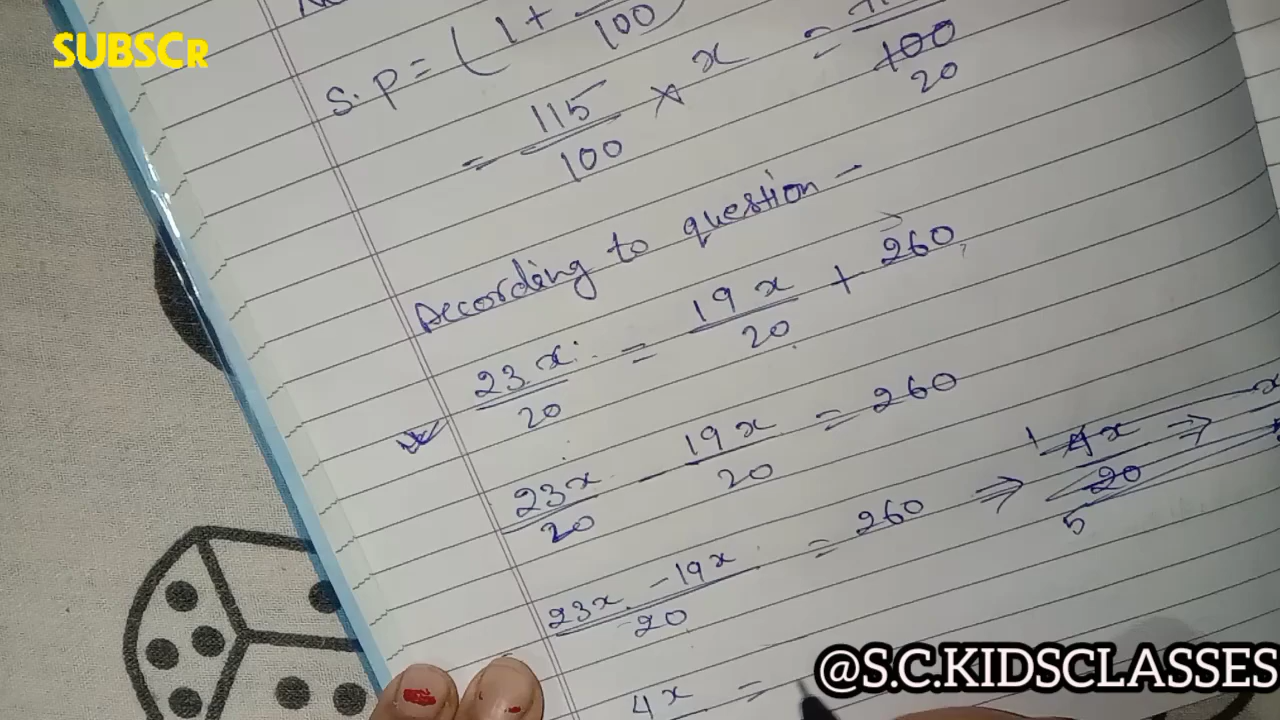 SUBSCR
S.P = ( 1 + /100
= 115/100 × x = /100
20
According to question -
23x/20 = 19x/20 + 260
23x/20 - 19x/20 = 260
23x - 19x/20 = 260 ⇒ 1 4x/20 5 ⇒ x
4x =
@S.C.KIDSCLASSES